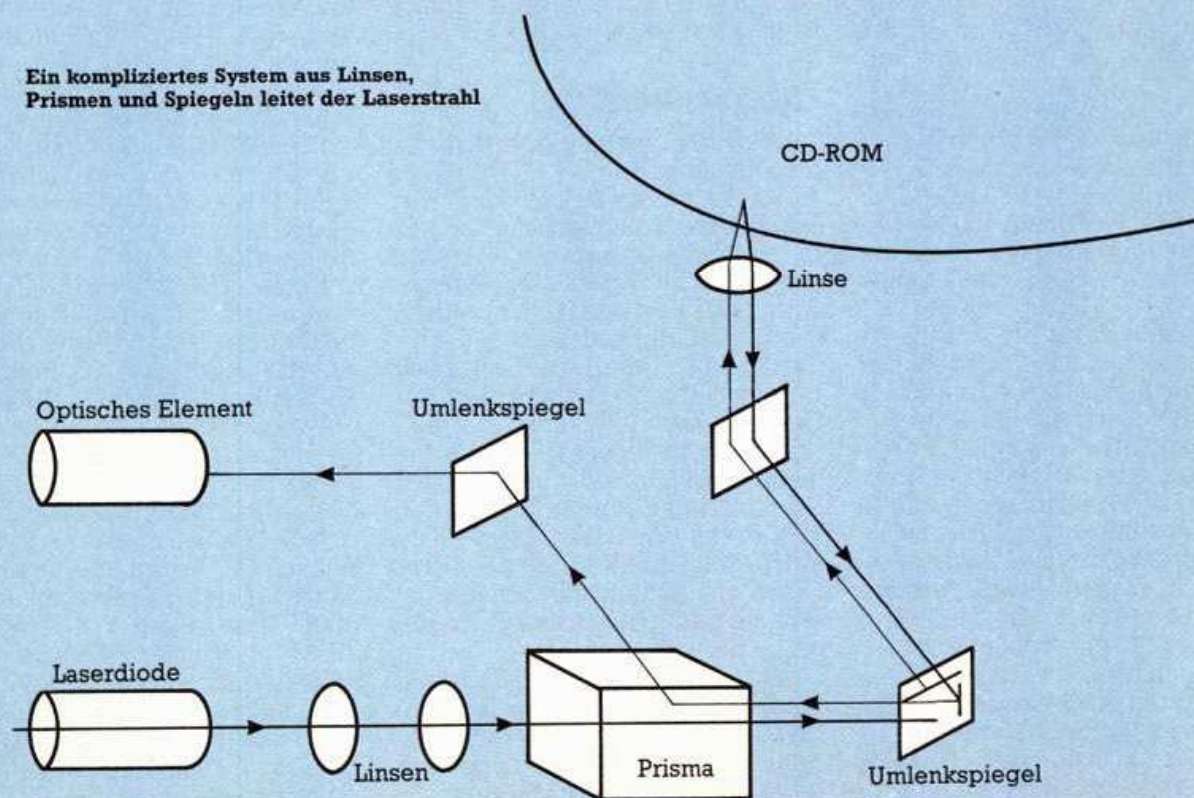 Ein kompliziertes System aus Linsen,
Prismen und Spiegeln leitet der Laserstrahl
CD-ROM
Linse
Optisches Element
Umlenkspiegel
Laserdiode
Linsen
Prisma
Umlenkspiegel